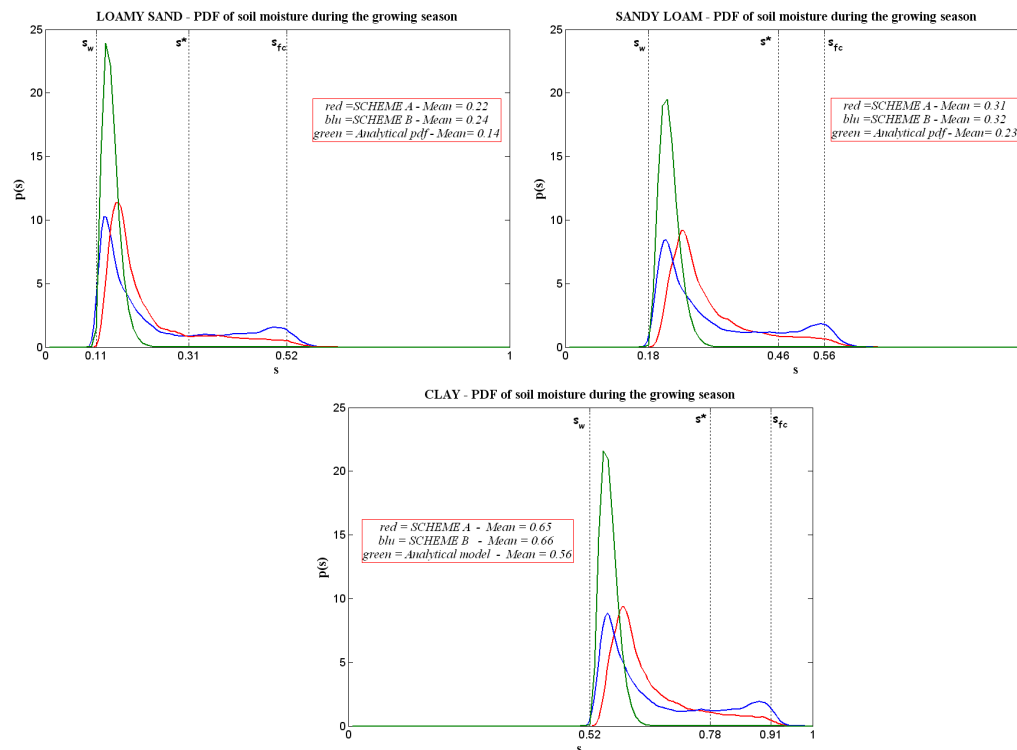 LOAMY SAND - PDF of soil moisture during the growing season
25
20
15
10
5
0
p(s)
s_w
s*
s_fc
red =SCHEME A - Mean = 0.22
blu =SCHEME B - Mean = 0.24
green = Analytical pdf - Mean= 0.14
0
0.11
0.31
0.52
1
s
SANDY LOAM - PDF of soil moisture during the growing season
25
20
15
10
5
0
p(s)
s_w
s*
s_fc
red =SCHEME A - Mean = 0.31
blu =SCHEME B - Mean = 0.32
green = Analytical pdf - Mean= 0.23
0
0.18
0.46
0.56
s
CLAY - PDF of soil moisture during the growing season
25
20
15
10
5
0
p(s)
s_w
s*
s_fc
red = SCHEME A - Mean = 0.65
blu = SCHEME B - Mean = 0.66
green = Analytical model - Mean = 0.56
0
0.52
0.78
0.91
1
s